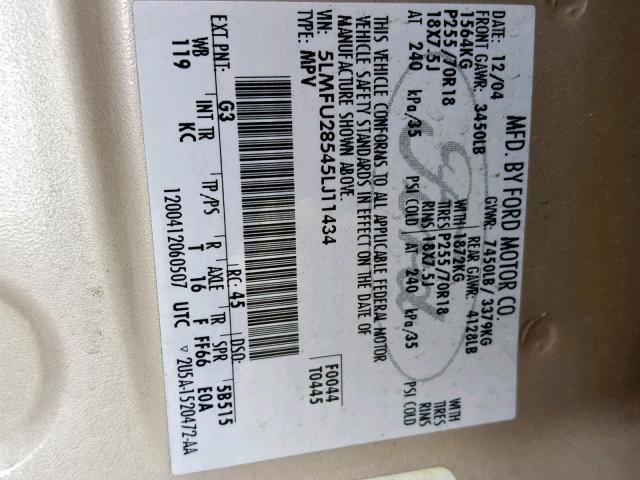 MFD. BY FORD MOTOR CO.
DATE: 12/04 GVWR: 7450LB/3379KG
FRONT GAWR: 3450LB REAR GAWR: 4128LB
1564KG WITH 1872KG WITH
P255/70R18 TIRES P255/70R18 TIRES
18X7.5J RIMS 18X7.5J RIMS
AT 240 kPa/35 PSI COLD AT 240 kPa/35 PSI COLD
THIS VEHICLE CONFORMS TO ALL APPLICABLE FEDERAL MOTOR
VEHICLE SAFETY STANDARDS IN EFFECT ON THE DATE OF
MANUFACTURE SHOWN ABOVE.
VIN: 5LMFU28545LJ11434 F0044
TYPE: MPV T0445
EXT PNT: G3 RC: 45 DSO:
WB INT TR TP/PS R AXLE TR SPR 5B515
119 KC T 16 F FF66 E0A
1200412060507 UTC ▽ 2U5A-1520472-AA